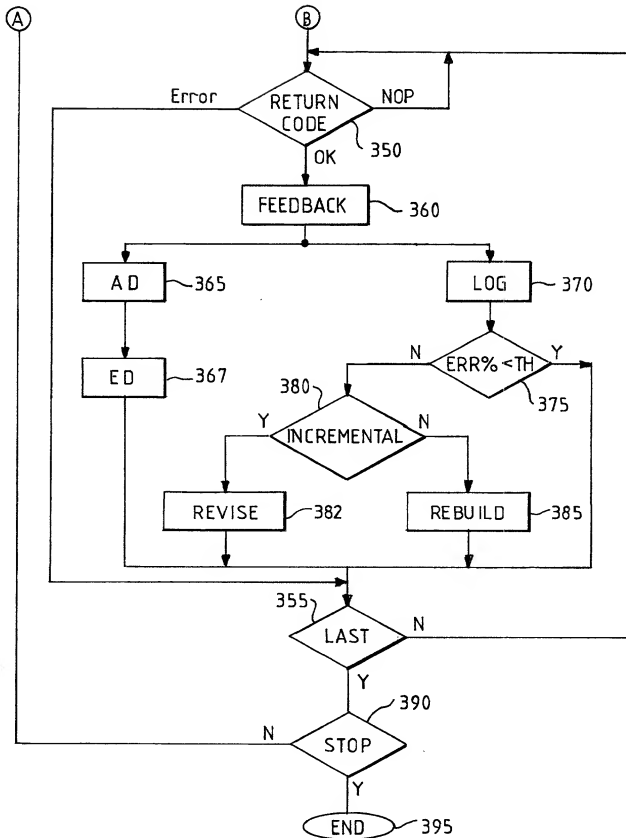 A
B
Error
RETURN CODE
NOP
350
OK
FEEDBACK
360
AD
365
LOG
370
ED
367
N
ERR% <TH
Y
375
380
Y
INCREMENTAL
N
REVISE
382
REBUILD
385
355
LAST
N
Y
390
N
STOP
Y
END
395